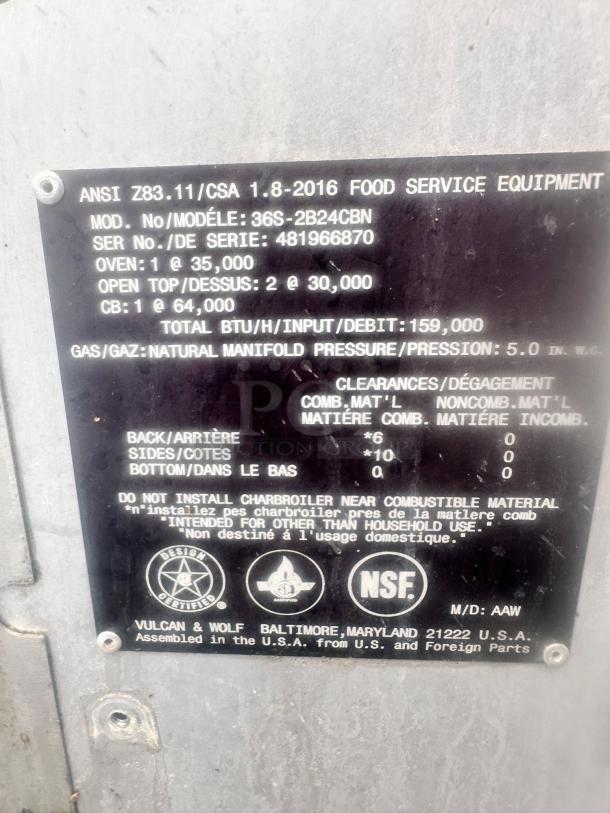 ANSI Z83.11/CSA 1.8-2016 FOOD SERVICE EQUIPMENT
MOD. No/MODÉLE: 36S-2B24CBN
SER No./DE SERIE: 481966870
OVEN: 1 @ 35,000
OPEN TOP/DESSUS: 2 @ 30,000
CB: 1 @ 64,000
TOTAL BTU/H/INPUT/DEBIT: 159,000
GAS/GAZ: NATURAL MANIFOLD PRESSURE/PRESSION: 5.0 IN. W.C.
CLEARANCES/DÉGAGEMENT
COMB.MAT'L NONCOMB.MAT'L
MATIÉRE COMB. MATIÉRE INCOMB.
BACK/ARRIÈRE *6 0
SIDES/COTES *10 0
BOTTOM/DANS LE BAS 0 0
DO NOT INSTALL CHARBROILER NEAR COMBUSTIBLE MATERIAL
*n"installez pes charbroiler pres de la matlere comb
"INTENDED FOR OTHER THAN HOUSEHOLD USE."
"Non destiné á l'usage domestique."
DESIGN CERTIFIED ®
CERTIFIED
NSF.
M/D: AAW
VULCAN & WOLF BALTIMORE, MARYLAND 21222 U.S.A.
Assembled in the U.S.A. from U.S. and Foreign Parts